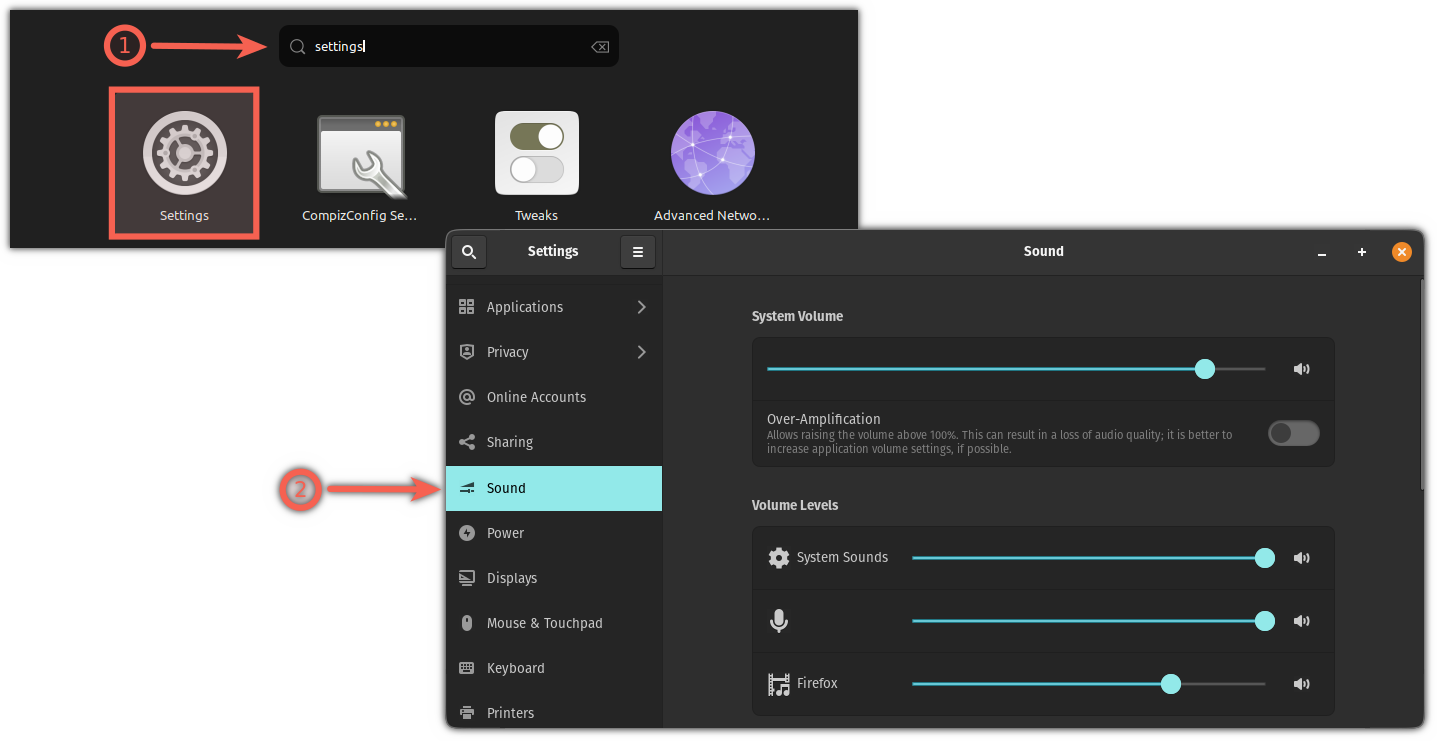 1
settings
Settings
CompizConfig Se...
Tweaks
Advanced Netwo...
Settings
Sound
Applications
Privacy
Online Accounts
Sharing
2
Sound
Power
Displays
Mouse & Touchpad
Keyboard
Printers
System Volume
Over-Amplification
Allows raising the volume above 100%. This can result in a loss of audio quality; it is better to
increase application volume settings, if possible.
Volume Levels
System Sounds
Firefox